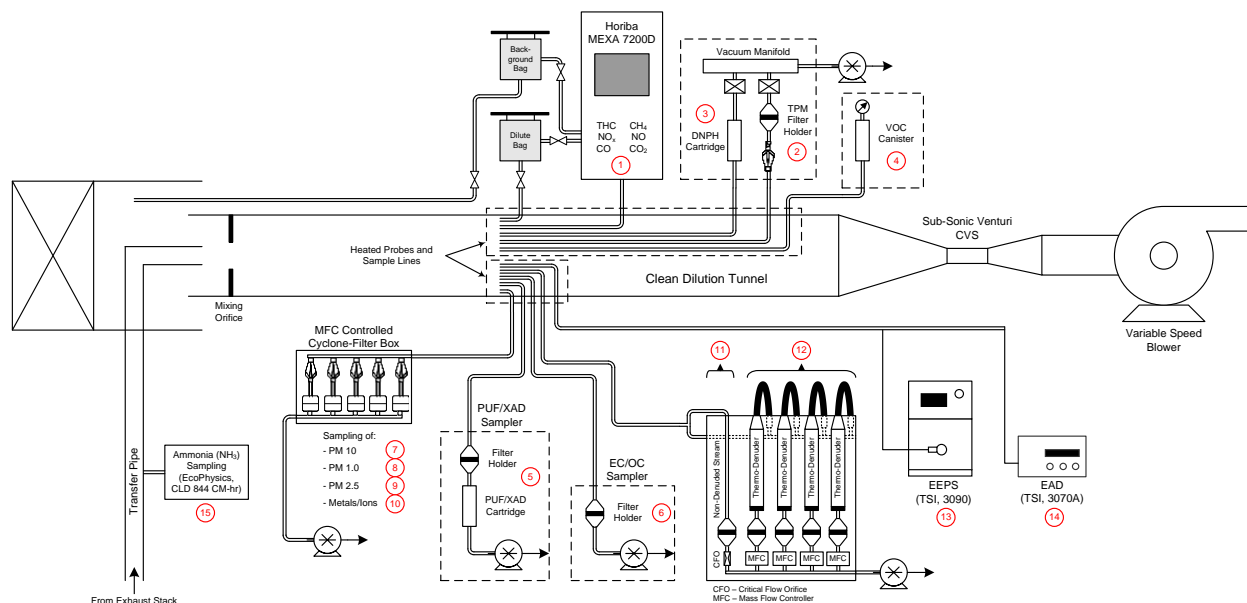 Horiba
MEXA 7200D
THC CH4
NOx NO
CO CO2
1
Back-
ground
Bag
Dilute
Bag
Vacuum Manifold
3
DNPH
Cartridge
TPM
Filter
Holder
2
VOC
Canister
4
Heated Probes and
Sample Lines
Clean Dilution Tunnel
Sub-Sonic Venturi
CVS
Variable Speed
Blower
Mixing
Orifice
MFC Controlled
Cyclone-Filter Box
Sampling of:
- PM 10 7
- PM 1.0 8
- PM 2.5 9
- Metals/Ions 10
Transfer Pipe
Ammonia (NH3)
Sampling
(EcoPhysics,
CLD 844 CM-hr)
15
From Exhaust Stack
PUF/XAD
Sampler
Filter
Holder
5
PUF/XAD
Cartridge
EC/OC
Sampler
Filter
Holder
6
11
12
Non-Denuded Stream
Thermo-Denuder
Thermo-Denuder
Thermo-Denuder
Thermo-Denuder
CFO
MFC
MFC
MFC
MFC
CFO – Critical Flow Orifice
MFC – Mass Flow Controller
EEPS
(TSI, 3090)
13
EAD
(TSI, 3070A)
14